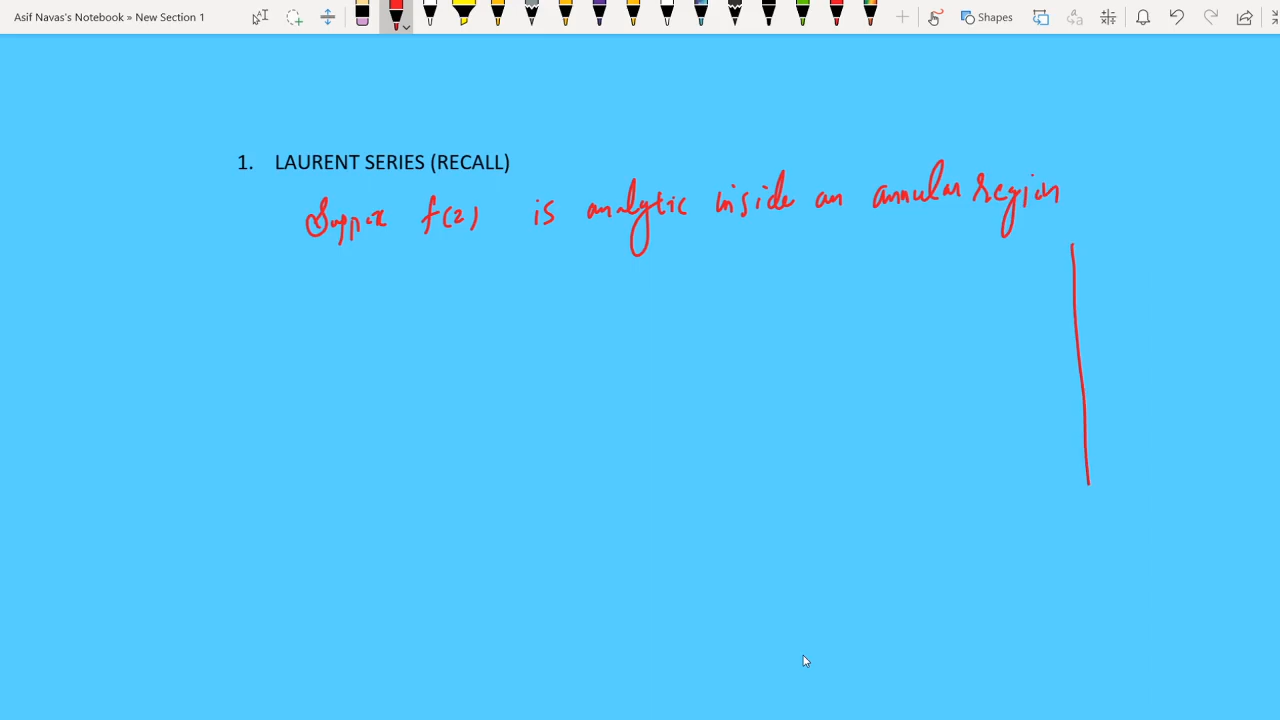 Asif Navas's Notebook » New Section 1
Shapes
1. LAURENT SERIES (RECALL)
Suppose f(z) is analytic inside an annular region